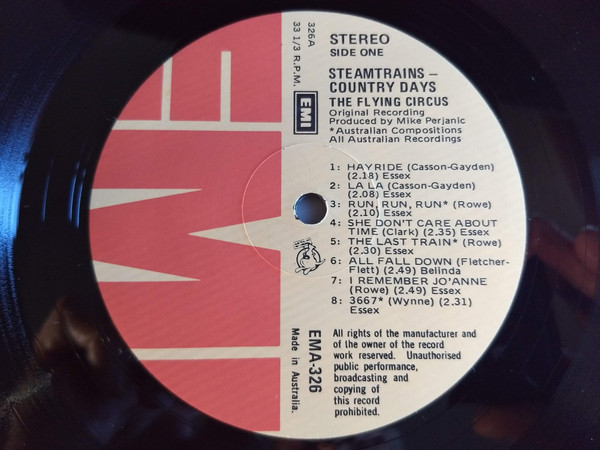 EMI
326A
33 1/3 R.P.M.
EMI
STEREO
SIDE ONE
STEAMTRAINS –
COUNTRY DAYS
THE FLYING CIRCUS
Original Recording
Produced by Mike Perjanic
*Australian Compositions
All Australian Recordings
1: HAYRIDE (Casson-Gayden)
(2.18) Essex
2: LA LA (Casson-Gayden)
(2.08) Essex
3: RUN, RUN, RUN* (Rowe)
(2.10) Essex
4: SHE DON'T CARE ABOUT
TIME (Clark) (2.35) Essex
5: THE LAST TRAIN* (Rowe)
(2.30) Essex
6: ALL FALL DOWN (Fletcher-
Flett) (2.49) Belinda
7: I REMEMBER JO'ANNE
(Rowe) (2.49) Essex
8: 3667* (Wynne) (2.31)
Essex
EMA-326
Made in Australia.
All rights of the manufacturer and
of the owner of the record
work reserved. Unauthorised
public performance,
broadcasting and
copying of
this record
prohibited.